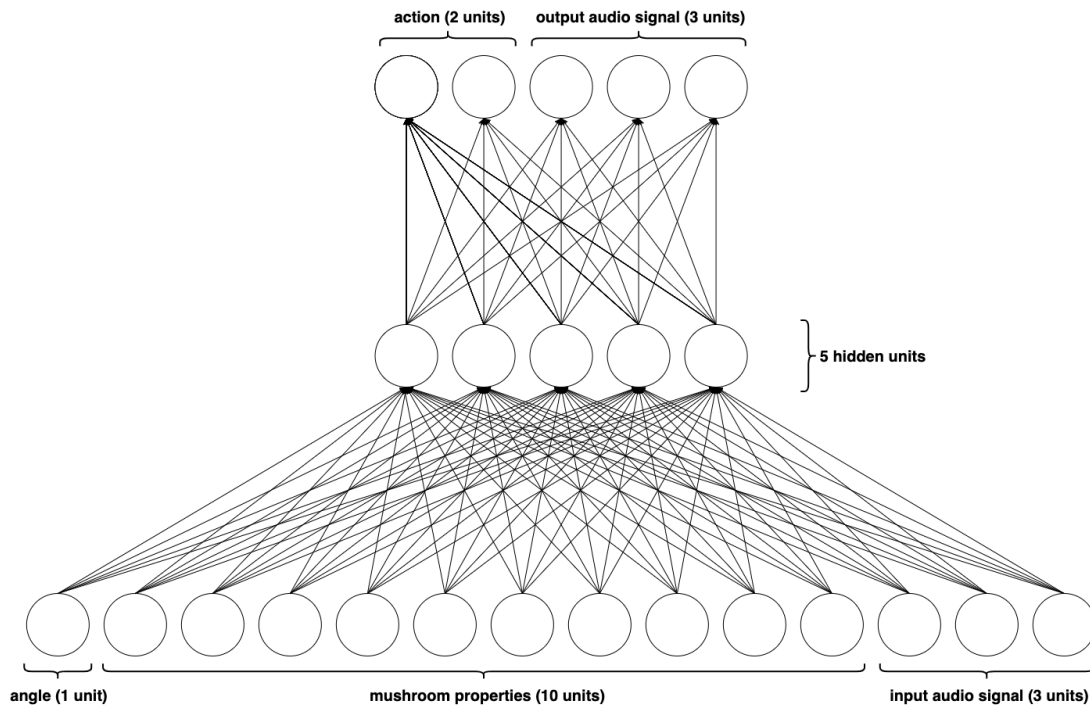 action (2 units)
output audio signal (3 units)
5 hidden units
angle (1 unit)
mushroom properties (10 units)
input audio signal (3 units)